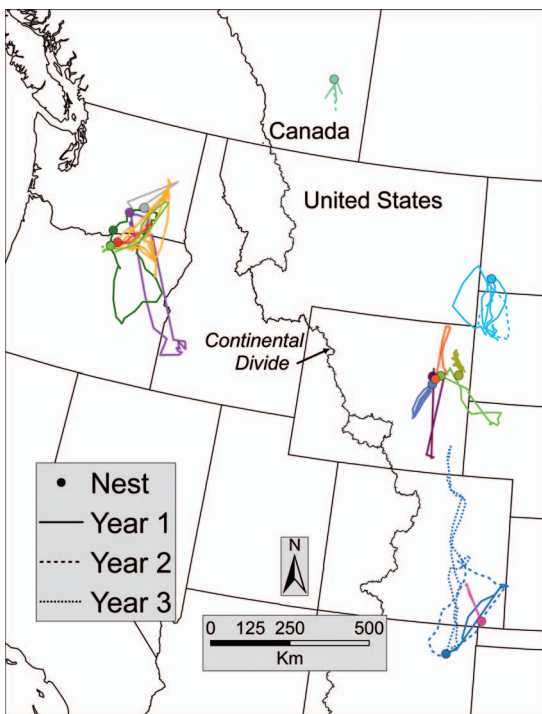 Canada
United States
Continental
Divide
Nest
Year 1
Year 2
Year 3
N
0 125 250 500
Km